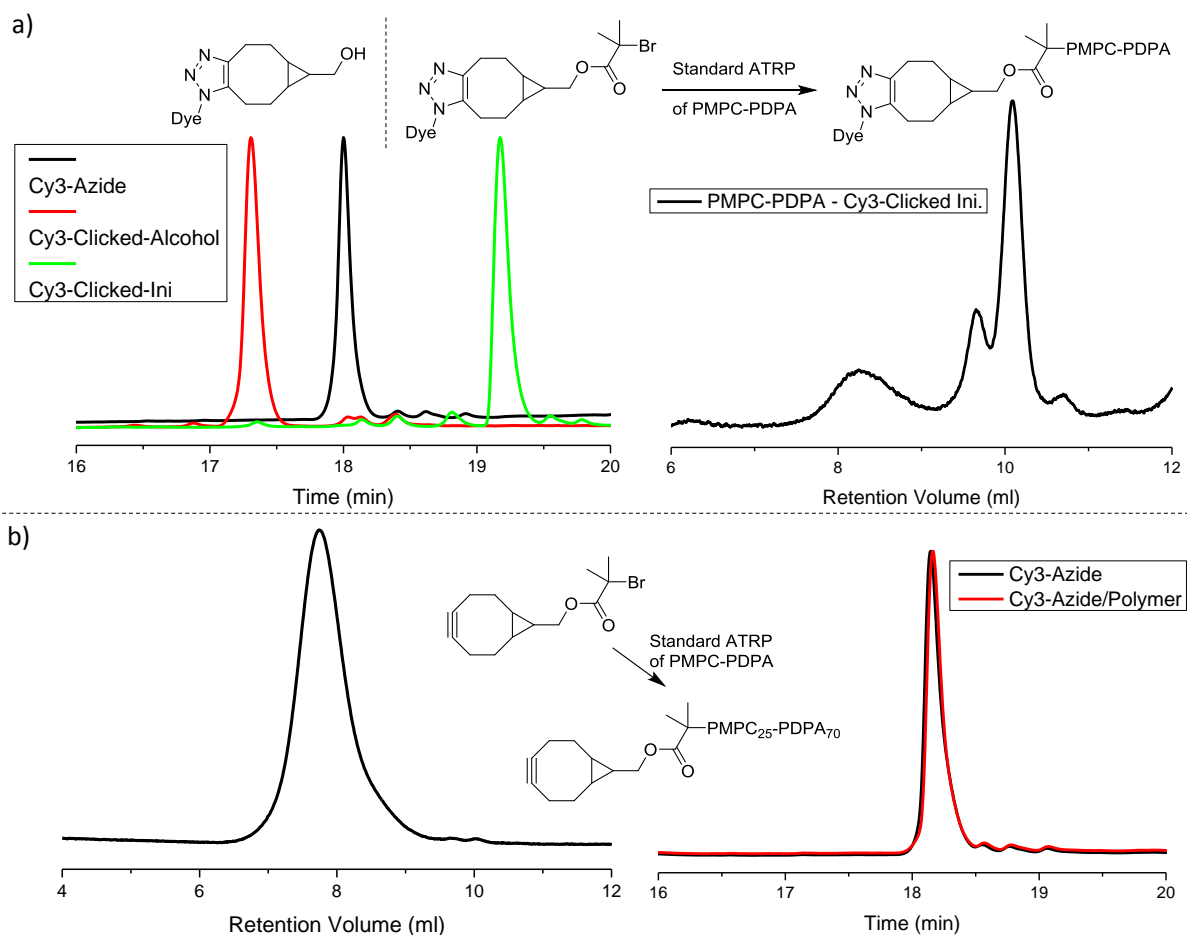 a)
N
N
N
Dye
OH
N
N
N
Dye
O
O
Br
Standard ATRP
of PMPC-PDPA
N
N
N
Dye
O
O
PMPC-PDPA
Cy3-Azide
Cy3-Clicked-Alcohol
Cy3-Clicked-Ini
16 17 18 19 20
Time (min)
PMPC-PDPA - Cy3-Clicked Ini.
6 8 10 12
Retention Volume (ml)
b)
O
O
Br
Standard ATRP
of PMPC-PDPA
O
O
PMPC25-PDPA70
4 6 8 10 12
Retention Volume (ml)
Cy3-Azide
Cy3-Azide/Polymer
16 17 18 19 20
Time (min)